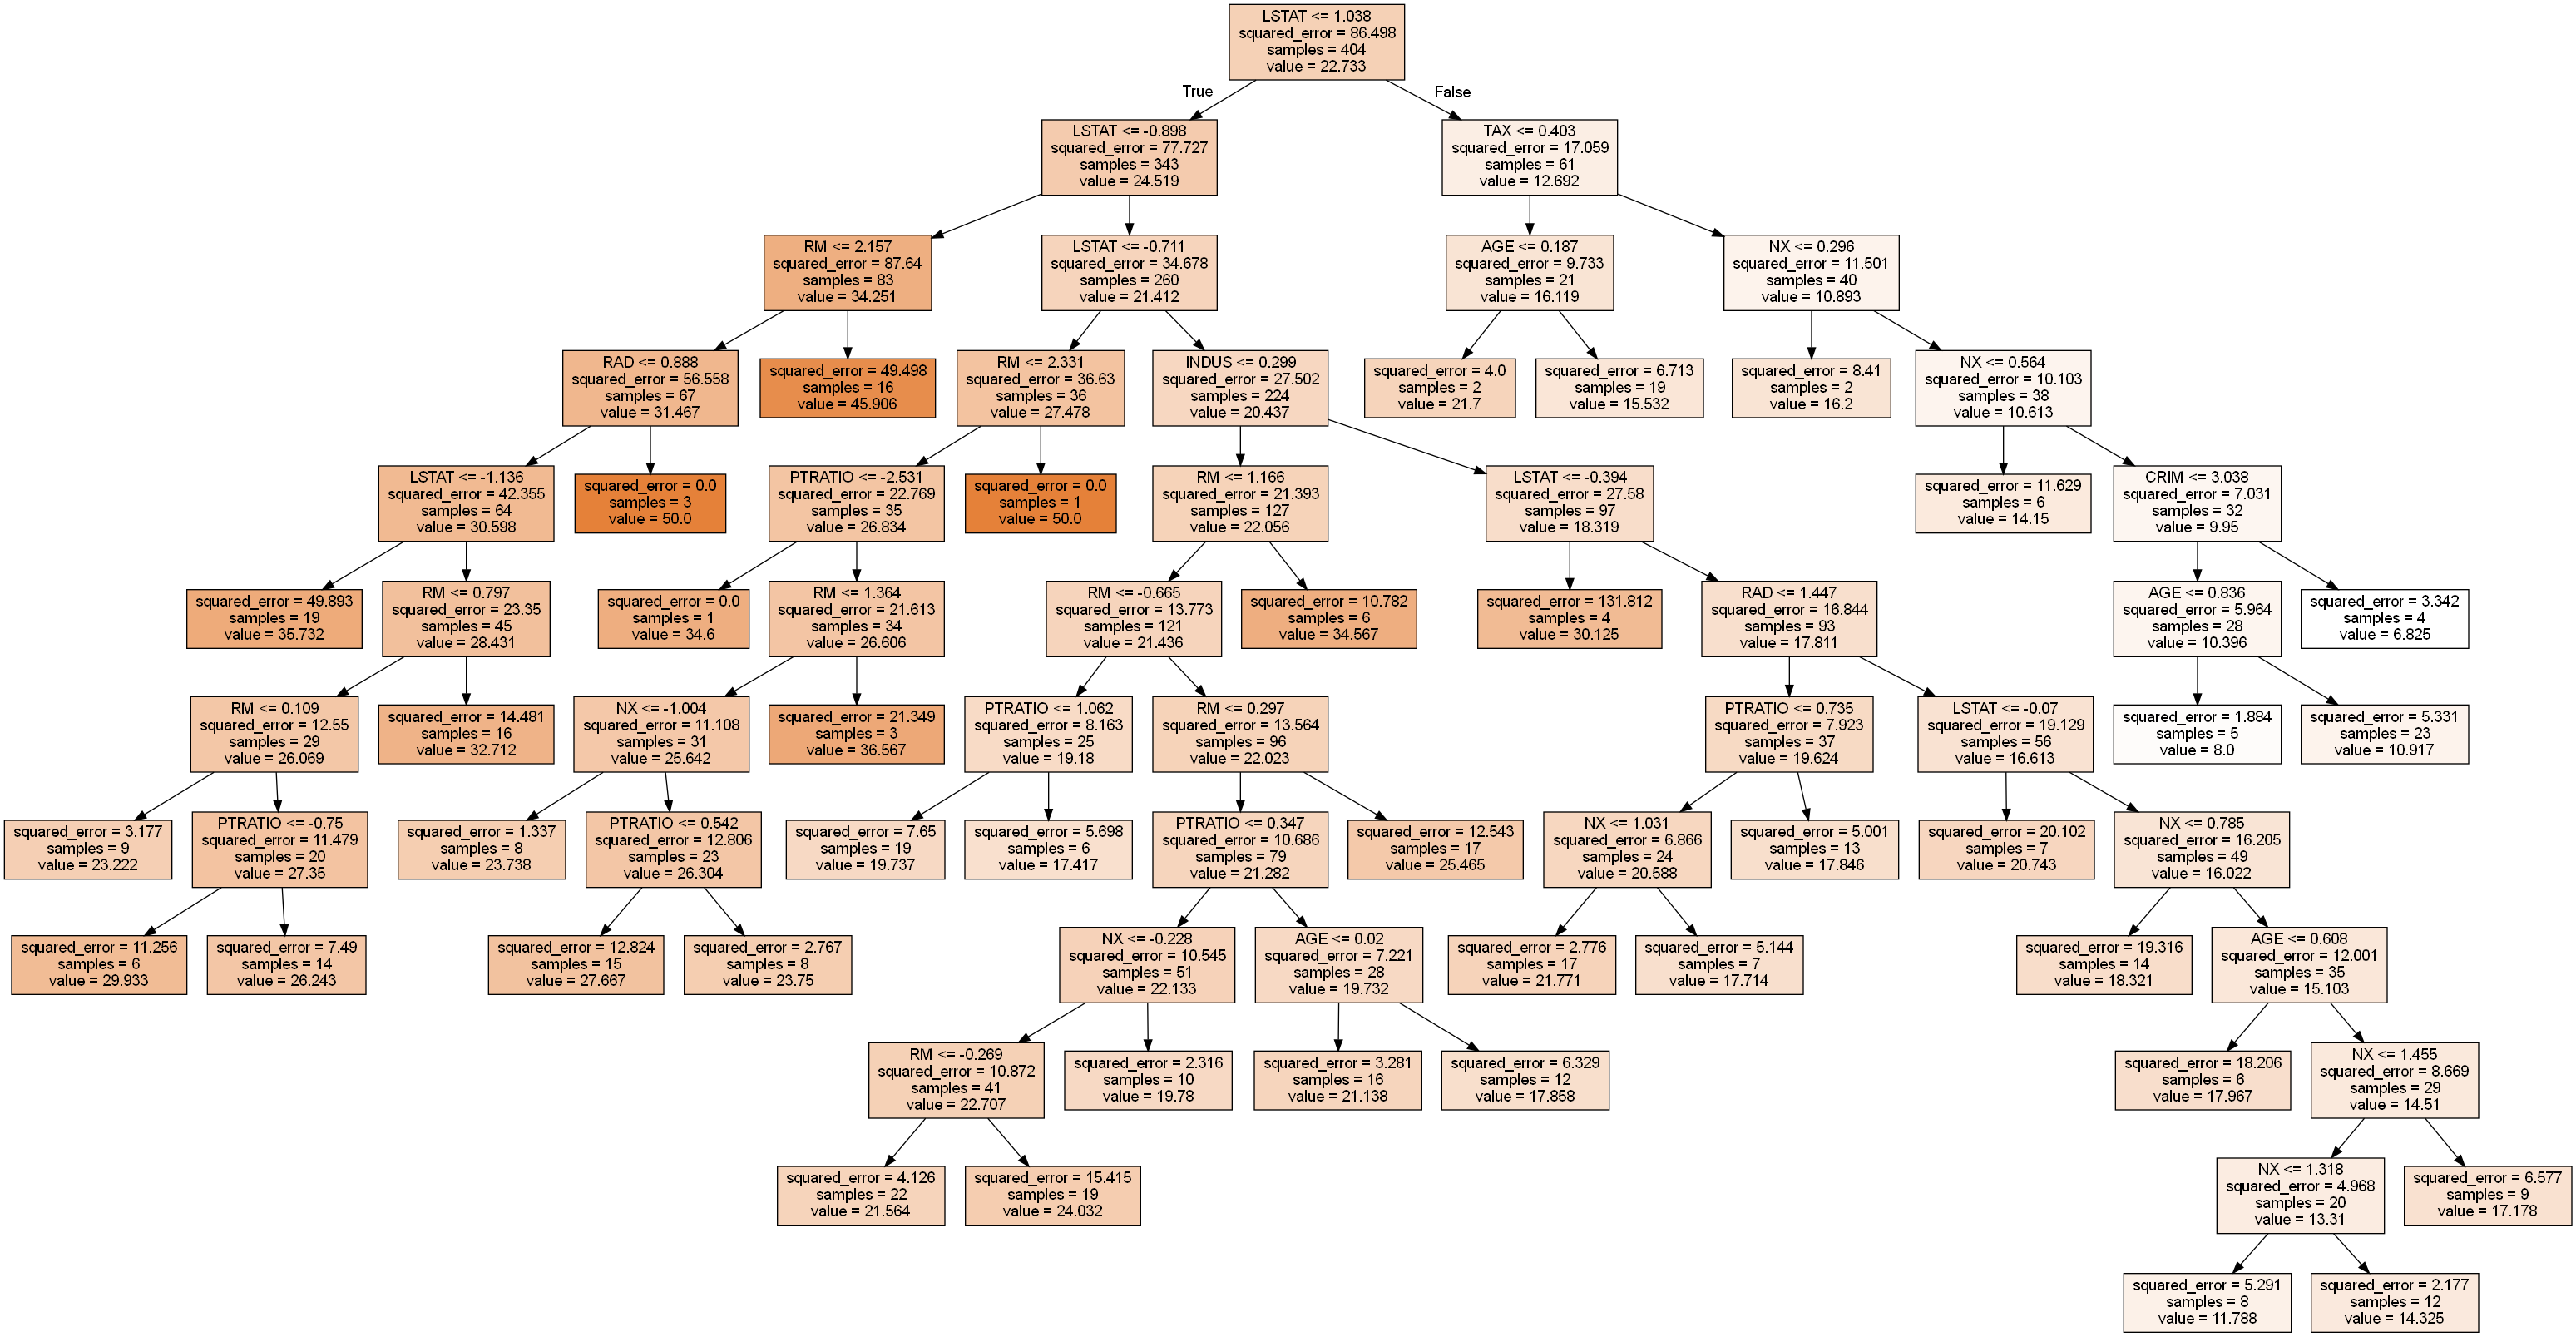 LSTAT <= 1.038
squared_error = 86.498
samples = 404
value = 22.733
True
False
LSTAT <= -0.898
squared_error = 77.727
samples = 343
value = 24.519
TAX <= 0.403
squared_error = 17.059
samples = 61
value = 12.692
RM <= 2.157
squared_error = 87.64
samples = 83
value = 34.251
LSTAT <= -0.711
squared_error = 34.678
samples = 260
value = 21.412
AGE <= 0.187
squared_error = 9.733
samples = 21
value = 16.119
NX <= 0.296
squared_error = 11.501
samples = 40
value = 10.893
RAD <= 0.888
squared_error = 56.558
samples = 67
value = 31.467
squared_error = 49.498
samples = 16
value = 45.906
RM <= 2.331
squared_error = 36.63
samples = 36
value = 27.478
INDUS <= 0.299
squared_error = 27.502
samples = 224
value = 20.437
squared_error = 4.0
samples = 2
value = 21.7
squared_error = 6.713
samples = 19
value = 15.532
squared_error = 8.41
samples = 2
value = 16.2
NX <= 0.564
squared_error = 10.103
samples = 38
value = 10.613
LSTAT <= -1.136
squared_error = 42.355
samples = 64
value = 30.598
squared_error = 0.0
samples = 3
value = 50.0
PTRATIO <= -2.531
squared_error = 22.769
samples = 35
value = 26.834
squared_error = 0.0
samples = 1
value = 50.0
RM <= 1.166
squared_error = 21.393
samples = 127
value = 22.056
LSTAT <= -0.394
squared_error = 27.58
samples = 97
value = 18.319
squared_error = 11.629
samples = 6
value = 14.15
CRIM <= 3.038
squared_error = 7.031
samples = 32
value = 9.95
squared_error = 49.893
samples = 19
value = 35.732
RM <= 0.797
squared_error = 23.35
samples = 45
value = 28.431
squared_error = 0.0
samples = 1
value = 34.6
RM <= 1.364
squared_error = 21.613
samples = 34
value = 26.606
RM <= -0.665
squared_error = 13.773
samples = 121
value = 21.436
squared_error = 10.782
samples = 6
value = 34.567
squared_error = 131.812
samples = 4
value = 30.125
RAD <= 1.447
squared_error = 16.844
samples = 93
value = 17.811
AGE <= 0.836
squared_error = 5.964
samples = 28
value = 10.396
squared_error = 3.342
samples = 4
value = 6.825
RM <= 0.109
squared_error = 12.55
samples = 29
value = 26.069
squared_error = 14.481
samples = 16
value = 32.712
NX <= -1.004
squared_error = 11.108
samples = 31
value = 25.642
squared_error = 21.349
samples = 3
value = 36.567
PTRATIO <= 1.062
squared_error = 8.163
samples = 25
value = 19.18
RM <= 0.297
squared_error = 13.564
samples = 96
value = 22.023
PTRATIO <= 0.735
squared_error = 7.923
samples = 37
value = 19.624
LSTAT <= -0.07
squared_error = 19.129
samples = 56
value = 16.613
squared_error = 1.884
samples = 5
value = 8.0
squared_error = 5.331
samples = 23
value = 10.917
squared_error = 3.177
samples = 9
value = 23.222
PTRATIO <= -0.75
squared_error = 11.479
samples = 20
value = 27.35
squared_error = 1.337
samples = 8
value = 23.738
PTRATIO <= 0.542
squared_error = 12.806
samples = 23
value = 26.304
squared_error = 7.65
samples = 19
value = 19.737
squared_error = 5.698
samples = 6
value = 17.417
PTRATIO <= 0.347
squared_error = 10.686
samples = 79
value = 21.282
squared_error = 12.543
samples = 17
value = 25.465
NX <= 1.031
squared_error = 6.866
samples = 24
value = 20.588
squared_error = 5.001
samples = 13
value = 17.846
squared_error = 20.102
samples = 7
value = 20.743
NX <= 0.785
squared_error = 16.205
samples = 49
value = 16.022
squared_error = 11.256
samples = 6
value = 29.933
squared_error = 7.49
samples = 14
value = 26.243
squared_error = 12.824
samples = 15
value = 27.667
squared_error = 2.767
samples = 8
value = 23.75
NX <= -0.228
squared_error = 10.545
samples = 51
value = 22.133
AGE <= 0.02
squared_error = 7.221
samples = 28
value = 19.732
squared_error = 2.776
samples = 17
value = 21.771
squared_error = 5.144
samples = 7
value = 17.714
squared_error = 19.316
samples = 14
value = 18.321
AGE <= 0.608
squared_error = 12.001
samples = 35
value = 15.103
RM <= -0.269
squared_error = 10.872
samples = 41
value = 22.707
squared_error = 2.316
samples = 10
value = 19.78
squared_error = 3.281
samples = 16
value = 21.138
squared_error = 6.329
samples = 12
value = 17.858
squared_error = 18.206
samples = 6
value = 17.967
NX <= 1.455
squared_error = 8.669
samples = 29
value = 14.51
squared_error = 4.126
samples = 22
value = 21.564
squared_error = 15.415
samples = 19
value = 24.032
NX <= 1.318
squared_error = 4.968
samples = 20
value = 13.31
squared_error = 6.577
samples = 9
value = 17.178
squared_error = 5.291
samples = 8
value = 11.788
squared_error = 2.177
samples = 12
value = 14.325